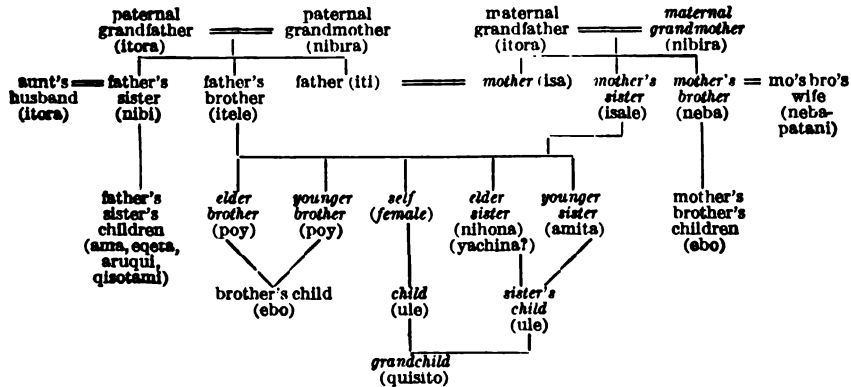 paternal grandfather (itora)
paternal grandmother (nibira)
maternal grandfather (itora)
maternal grandmother (nibira)
aunt's husband (itora)
father's sister (nibi)
father's brother (itele)
father (iti)
mother (isa)
mother's sister (isale)
mother's brother (neba)
mo's bro's wife (neba-patani)
father's sister's children (ama, eqeta, aruqui, qisotami)
elder brother (poy)
younger brother (poy)
self (female)
elder sister (nihona) (yachina?)
younger sister (amita)
mother's brother's children (ebo)
brother's child (ebo)
child (ule)
sister's child (ule)
grandchild (quisito)